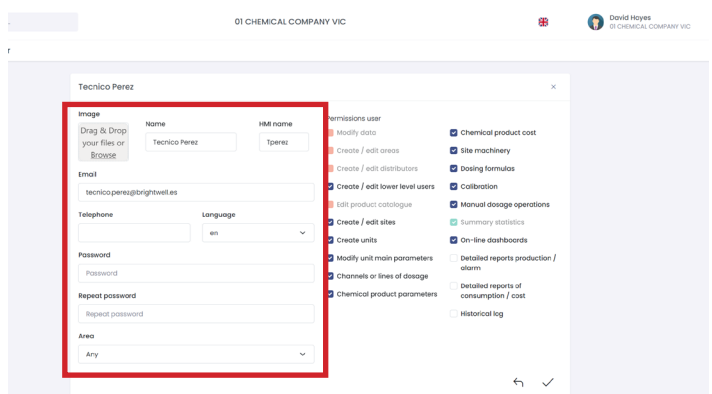 01 CHEMICAL COMPANY VIC
David Hayes
01 CHEMICAL COMPANY VIC
Tecnico Perez
Image
Drag & Drop
your files or
Browse
Name
Tecnico Perez
HMI name
Tperez
Email
tecnico.perez@brightwell.es
Telephone
Language
en
Password
Password
Repeat password
Repeat password
Area
Any
Permissions user
Modify data
Create / edit areas
Create / edit distributors
Create / edit lower level users
Edit product catalogue
Create / edit sites
Create units
Modify unit main parameters
Channels or lines of dosage
Chemical product parameters
Chemical product cost
Site machinery
Dosing formulas
Calibration
Manual dosage operations
Summary statistics
On-line dashboards
Detailed reports production /
alarm
Detailed reports of
consumption / cost
Historical log